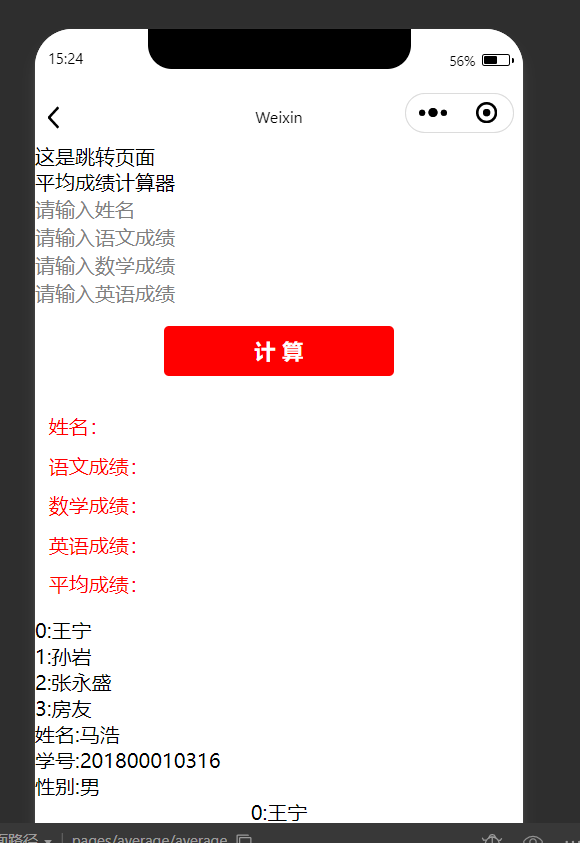 15:24
56%
Weixin
这是跳转页面
平均成绩计算器
请输入姓名
请输入语文成绩
请输入数学成绩
请输入英语成绩
计 算
姓名：
语文成绩：
数学成绩：
英语成绩：
平均成绩：
0:王宁
1:孙岩
2:张永盛
3:房友
姓名:马浩
学号:201800010316
性别:男
0:王宁
面路径 pages/average/average